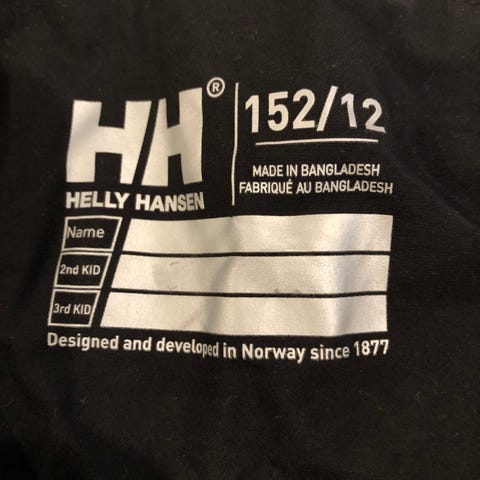 HH®
HELLY HANSEN
152/12
MADE IN BANGLADESH
FABRIQUÉ AU BANGLADESH
Name
2nd KID
3rd KID
Designed and developed in Norway since 1877